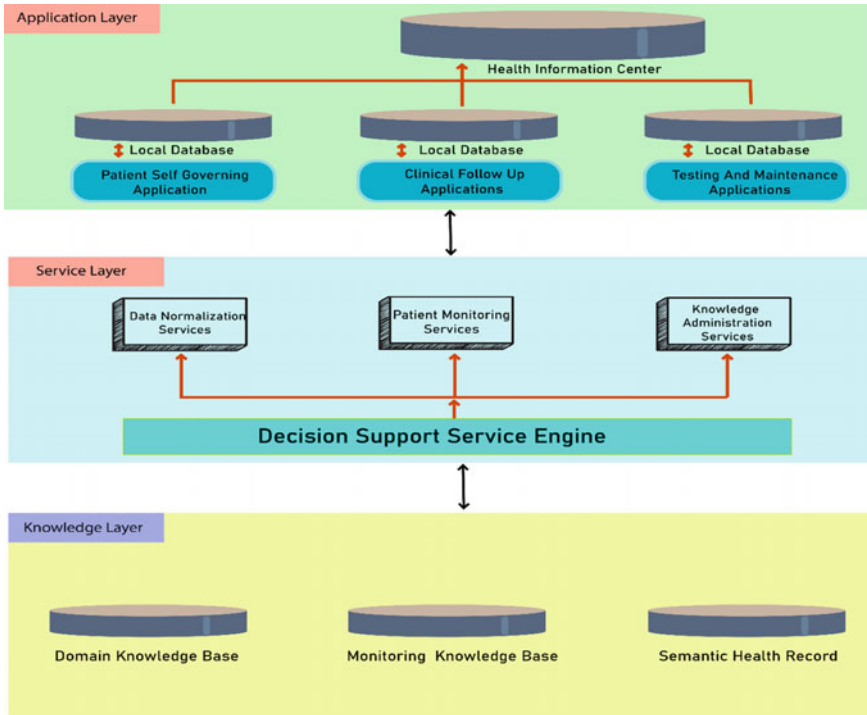 Application Layer
Health Information Center
Local Database
Local Database
Local Database
Patient Self Governing
Application
Clinical Follow Up
Applications
Testing And Maintenance
Applications
Service Layer
Data Normalization
Services
Patient Monitoring
Services
Knowledge
Administration
Services
Decision Support Service Engine
Knowledge Layer
Domain Knowledge Base
Monitoring Knowledge Base
Semantic Health Record